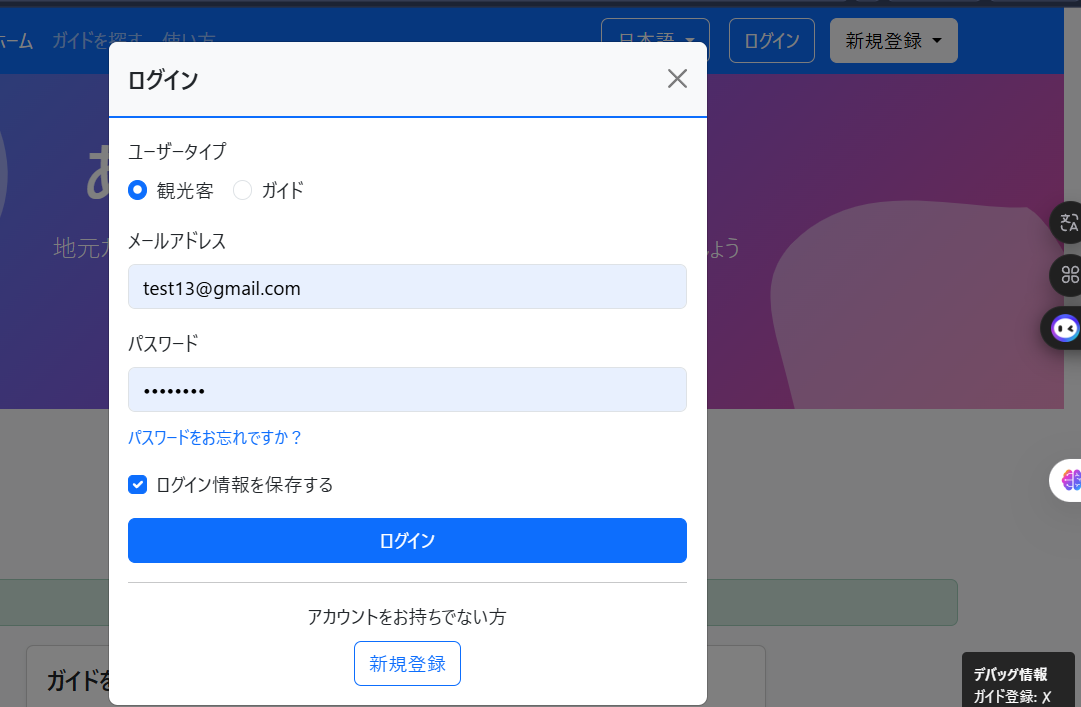 ホーム ガイドを探す 使い方 日本語 ログイン 新規登録
ログイン
ユーザータイプ
観光客 ガイド
地元
しょう
メールアドレス
test13@gmail.com
パスワード
••••••••
パスワードをお忘れですか？
ログイン情報を保存する
ログイン
アカウントをお持ちでない方
新規登録
ガイドを
デバッグ情報
ガイド登録: X